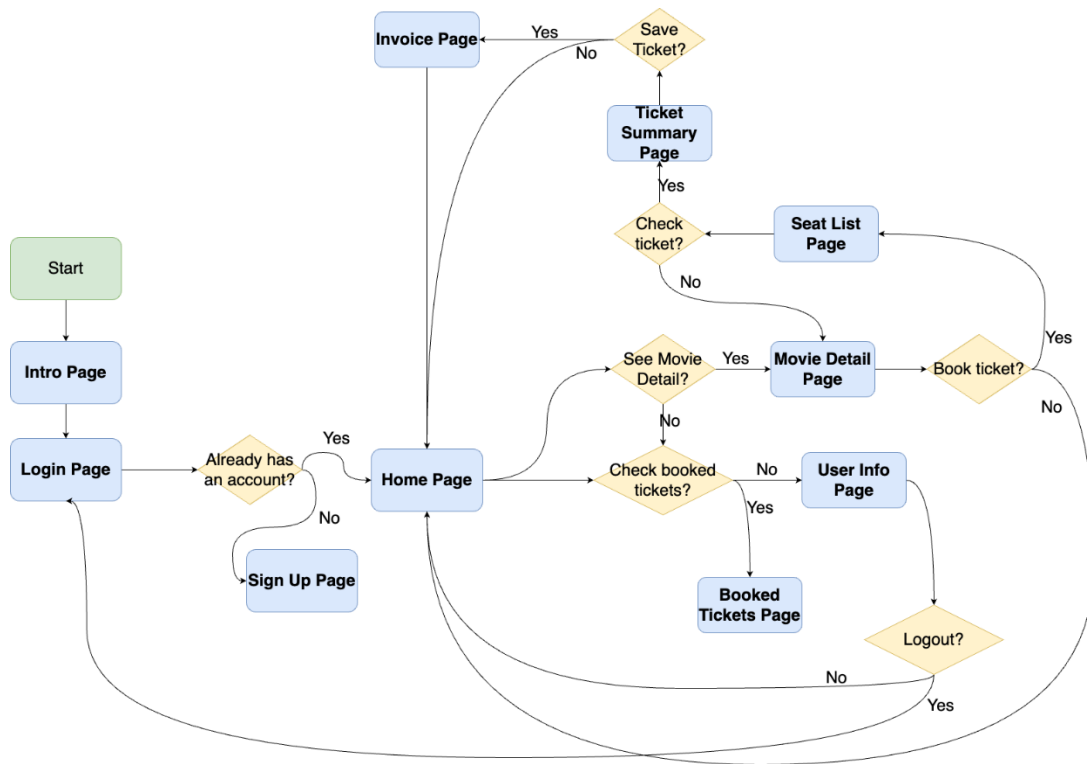 Invoice Page
Yes
No
Save
Ticket?
Ticket
Summary
Page
Yes
Check
ticket?
Seat List
Page
No
Start
Intro Page
See Movie
Detail?
Yes
Movie Detail
Page
Book ticket?
Yes
No
No
Login Page
Already has
an account?
Yes
No
Home Page
Check booked
tickets?
No
Yes
User Info
Page
Sign Up Page
Booked
Tickets Page
Logout?
No
Yes